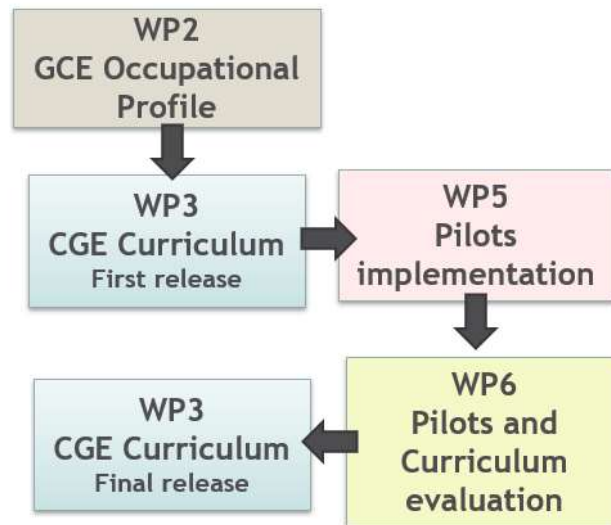 WP2
GCE Occupational
Profile
WP3
CGE Curriculum
First release
WP5
Pilots
implementation
WP6
Pilots and
Curriculum
evaluation
WP3
CGE Curriculum
Final release